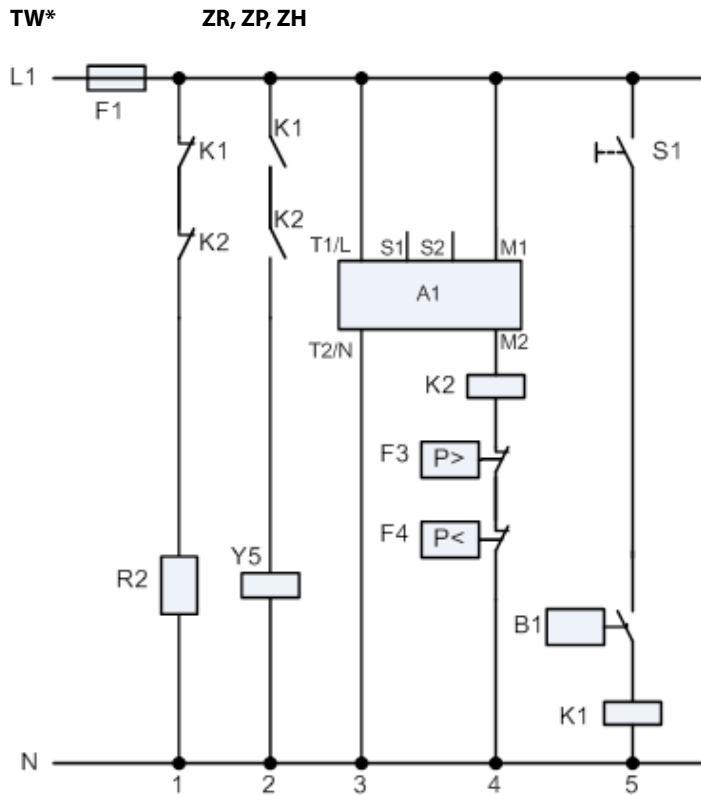 TW* ZR, ZP, ZH
L1
F1
K1 K1 S1
K2 K2
T1/L S1 S2 M1
A1
T2/N M2
K2
F3 P>
F4 P<
R2 Y5
B1
K1
N
1 2 3 4 5